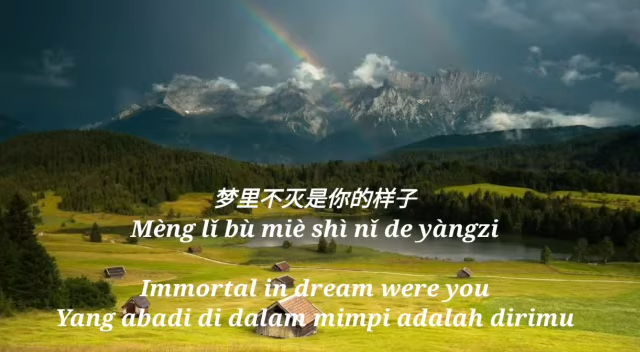 梦里不灭是你的样子
Mèng lǐ bù miè shì nǐ de yàngzi
Immortal in dream were you
Yang abadi di dalam mimpi adalah dirimu